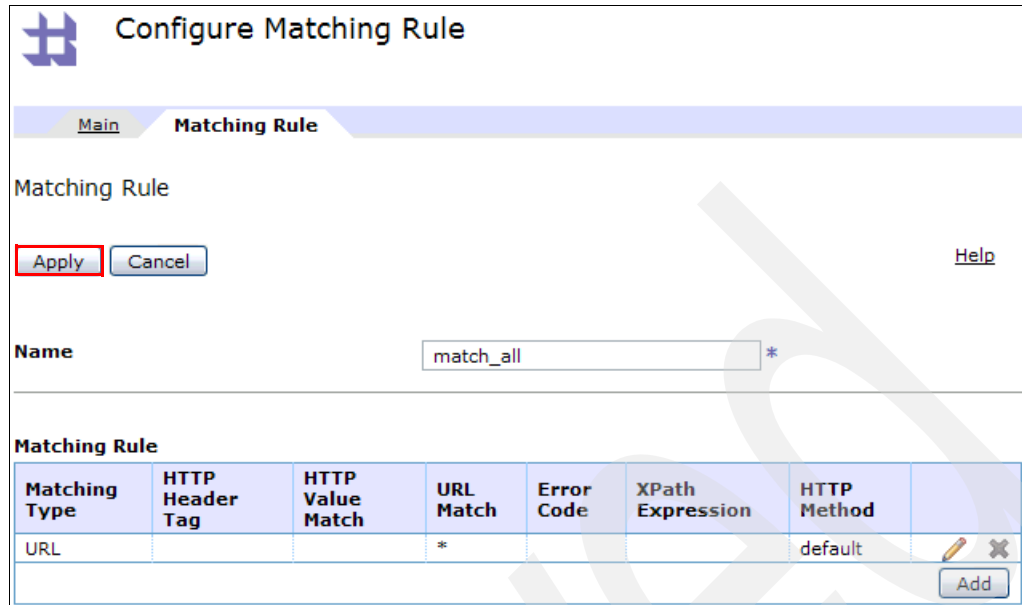 Configure Matching Rule
Main Matching Rule
Matching Rule
Apply Cancel Help
Name match_all *
Matching Rule
Matching Type HTTP Header Tag HTTP Value Match URL Match Error Code XPath Expression HTTP Method
URL * default
Add